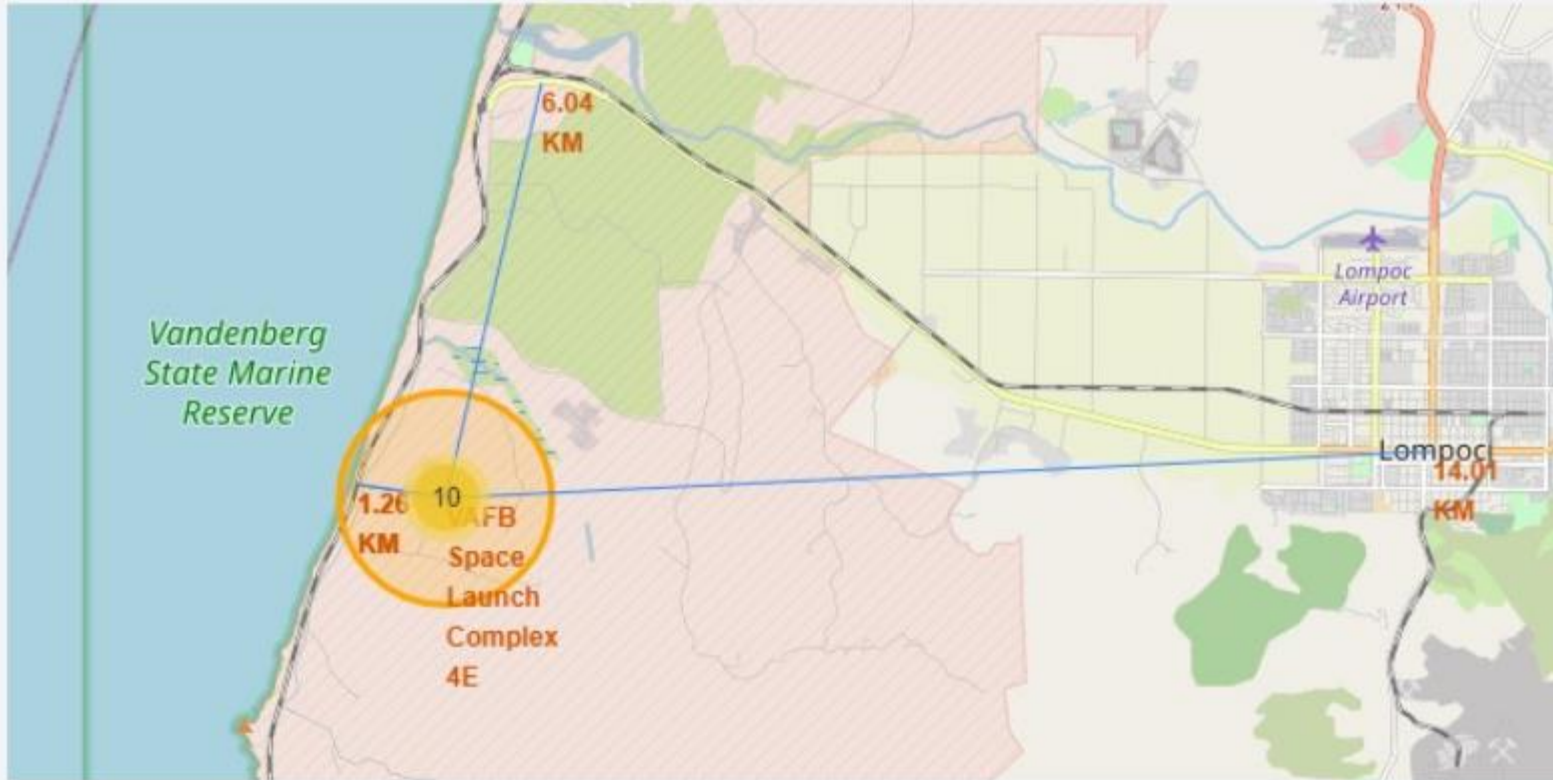 6.04
KM
Lompoc
Airport
Vandenberg
State Marine
Reserve
Lompoc
14.01
KM
10
1.26
KM
VAFB
Space
Launch
Complex
4E